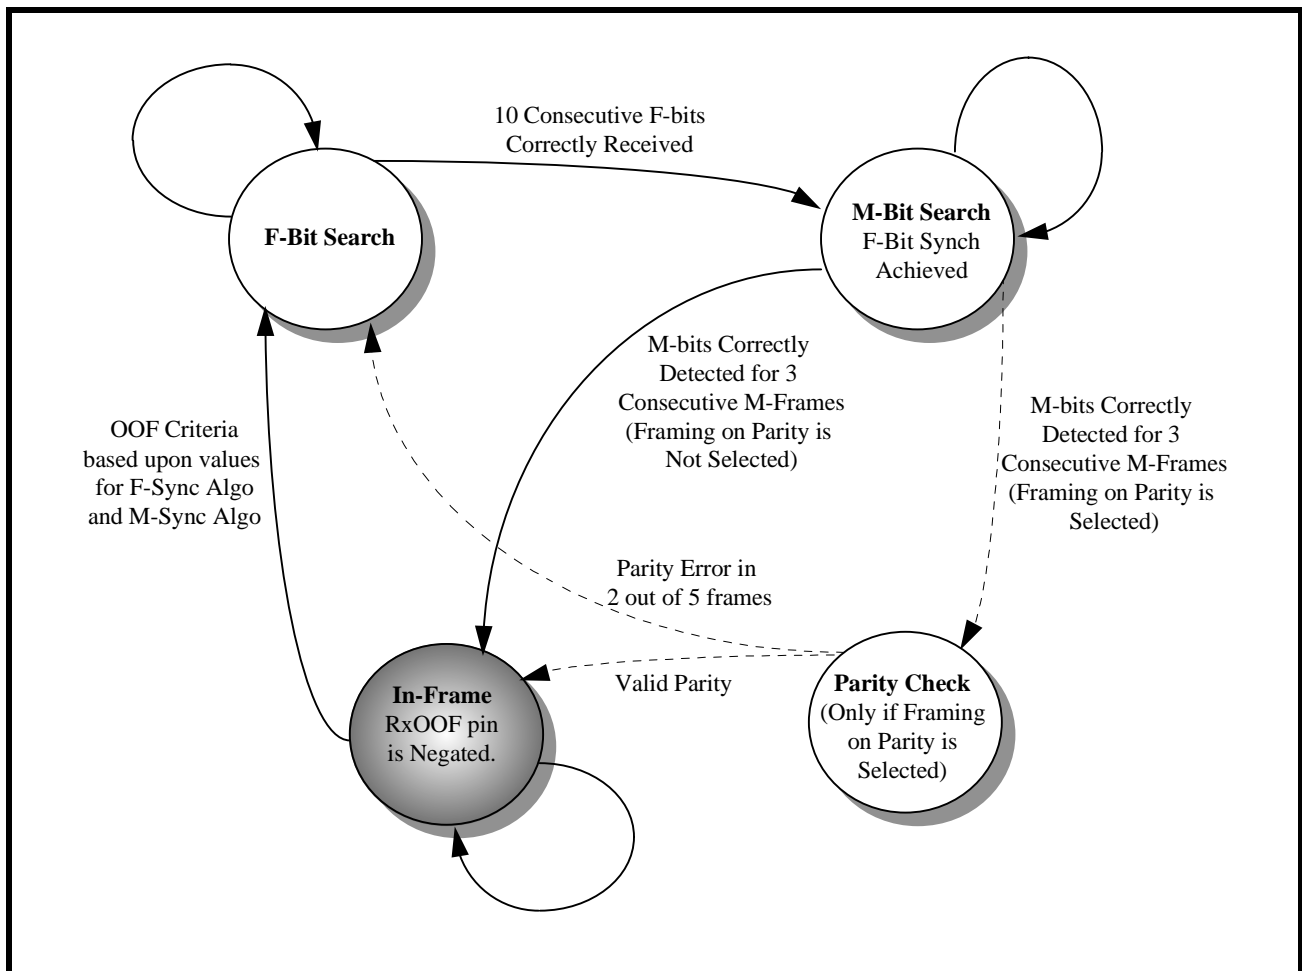 10 Consecutive F-bits
Correctly Received
F-Bit Search
M-Bit Search
F-Bit Synch
Achieved
M-bits Correctly
Detected for 3
Consecutive M-Frames
(Framing on Parity is
Not Selected)
M-bits Correctly
Detected for 3
Consecutive M-Frames
(Framing on Parity is
Selected)
OOF Criteria
based upon values
for F-Sync Algo
and M-Sync Algo
Parity Error in
2 out of 5 frames
Valid Parity
In-Frame
RxOOF pin
is Negated.
Parity Check
(Only if Framing
on Parity is
Selected)